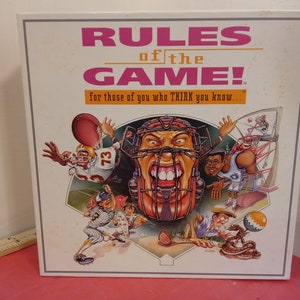 RULES
of the
GAME!
for those of you who THINK you know...
73